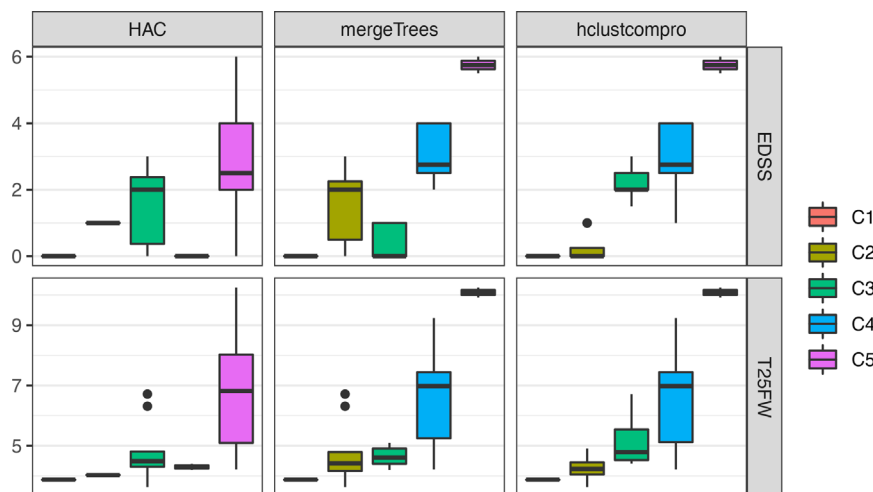 HAC
mergeTrees
hclustcompro
6
4
2
0
EDSS
9
7
5
T25FW
C1
C2
C3
C4
C5